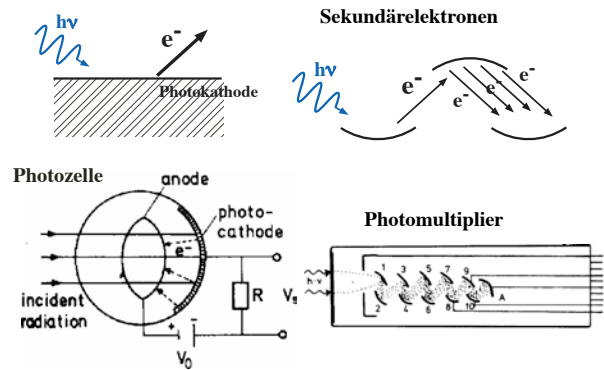 hν
e-
Photokathode
Sekundärelektronen
hν
e-
e-
e-
e-
e-
Photozelle
anode
photo-
cathode
e-
A
incident
radiation
+ −
V0
R
Vs
Photomultiplier
h·ν
1 3 5 7 9
2 4 6 8 10
A